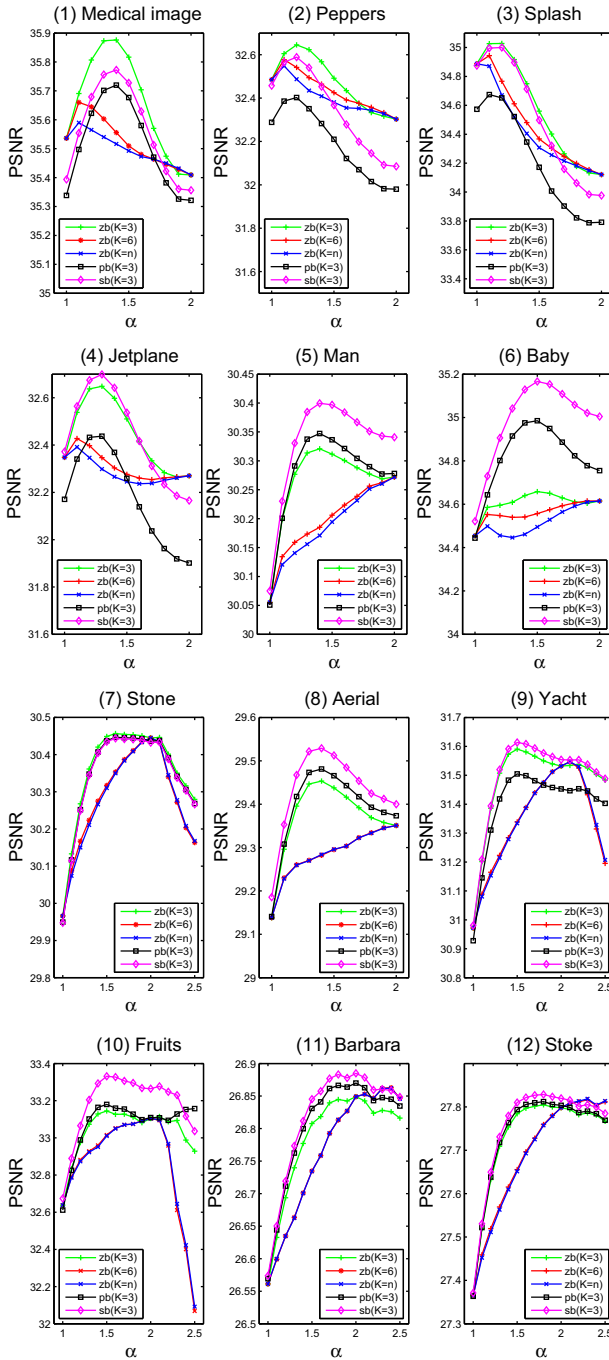 (1) Medical image
PSNR
35.9
35.8
35.7
35.6
35.5
35.4
35.3
35.2
35.1
35
zb(K=3)
zb(K=6)
zb(K=n)
pb(K=3)
sb(K=3)
1 1.5 2
α
(2) Peppers
PSNR
32.6
32.4
32.2
32
31.8
31.6
zb(K=3)
zb(K=6)
zb(K=n)
pb(K=3)
sb(K=3)
1 1.5 2
α
(3) Splash
PSNR
35
34.8
34.6
34.4
34.2
34
33.8
33.6
33.4
zb(K=3)
zb(K=6)
zb(K=n)
pb(K=3)
sb(K=3)
1 1.5 2
α
(4) Jetplane
PSNR
32.6
32.4
32.2
32
31.8
31.6
zb(K=3)
zb(K=6)
zb(K=n)
pb(K=3)
sb(K=3)
1 1.5 2
α
(5) Man
PSNR
30.45
30.4
30.35
30.3
30.25
30.2
30.15
30.1
30.05
30
zb(K=3)
zb(K=6)
zb(K=n)
pb(K=3)
sb(K=3)
1 1.5 2
α
(6) Baby
PSNR
35.2
35
34.8
34.6
34.4
34.2
34
zb(K=3)
zb(K=6)
zb(K=n)
pb(K=3)
sb(K=3)
1 1.5 2
α
(7) Stone
PSNR
30.5
30.4
30.3
30.2
30.1
30
29.9
29.8
zb(K=3)
zb(K=6)
zb(K=n)
pb(K=3)
sb(K=3)
1 1.5 2 2.5
α
(8) Aerial
PSNR
29.6
29.5
29.4
29.3
29.2
29.1
29
zb(K=3)
zb(K=6)
zb(K=n)
pb(K=3)
sb(K=3)
1 1.5 2
α
(9) Yacht
PSNR
31.7
31.6
31.5
31.4
31.3
31.2
31.1
31
30.9
30.8
zb(K=3)
zb(K=6)
zb(K=n)
pb(K=3)
sb(K=3)
1 1.5 2 2.5
α
(10) Fruits
PSNR
33.4
33.2
33
32.8
32.6
32.4
32.2
32
zb(K=3)
zb(K=6)
zb(K=n)
pb(K=3)
sb(K=3)
1 1.5 2 2.5
α
(11) Barbara
PSNR
26.9
26.8
26.7
26.6
26.5
zb(K=3)
zb(K=6)
zb(K=n)
pb(K=3)
sb(K=3)
1 1.5 2 2.5
α
(12) Stoke
PSNR
27.8
27.7
27.6
27.5
27.4
27.3
zb(K=3)
zb(K=6)
zb(K=n)
pb(K=3)
sb(K=3)
1 1.5 2 2.5
α